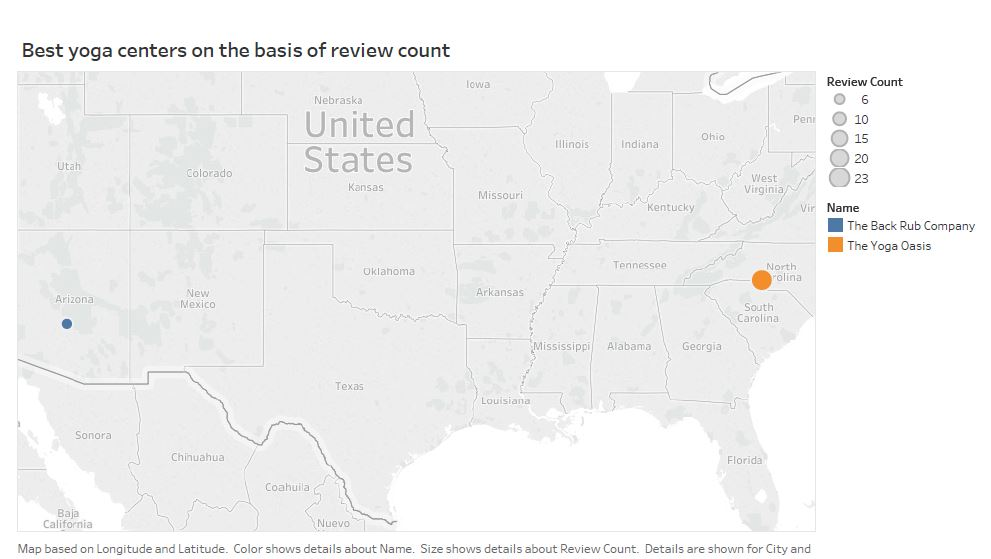 Best yoga centers on the basis of review count
Iowa
Nebraska
United
States
Penn
Ohio
Illinois
Indiana
Utah
Colorado
Kansas
Missouri
West
Virginia
Kentucky
Vir
Tennessee
North
rolina
Oklahoma
Arkansas
Arizona
New
Mexico
South
Carolina
Mississippi
Alabama
Georgia
Texas
Louisiana
Sonora
Chihuahua
Florida
Coahuila
Baja
California
Nuevo
Review Count
6
10
15
20
23
Name
The Back Rub Company
The Yoga Oasis
Map based on Longitude and Latitude. Color shows details about Name. Size shows details about Review Count. Details are shown for City and